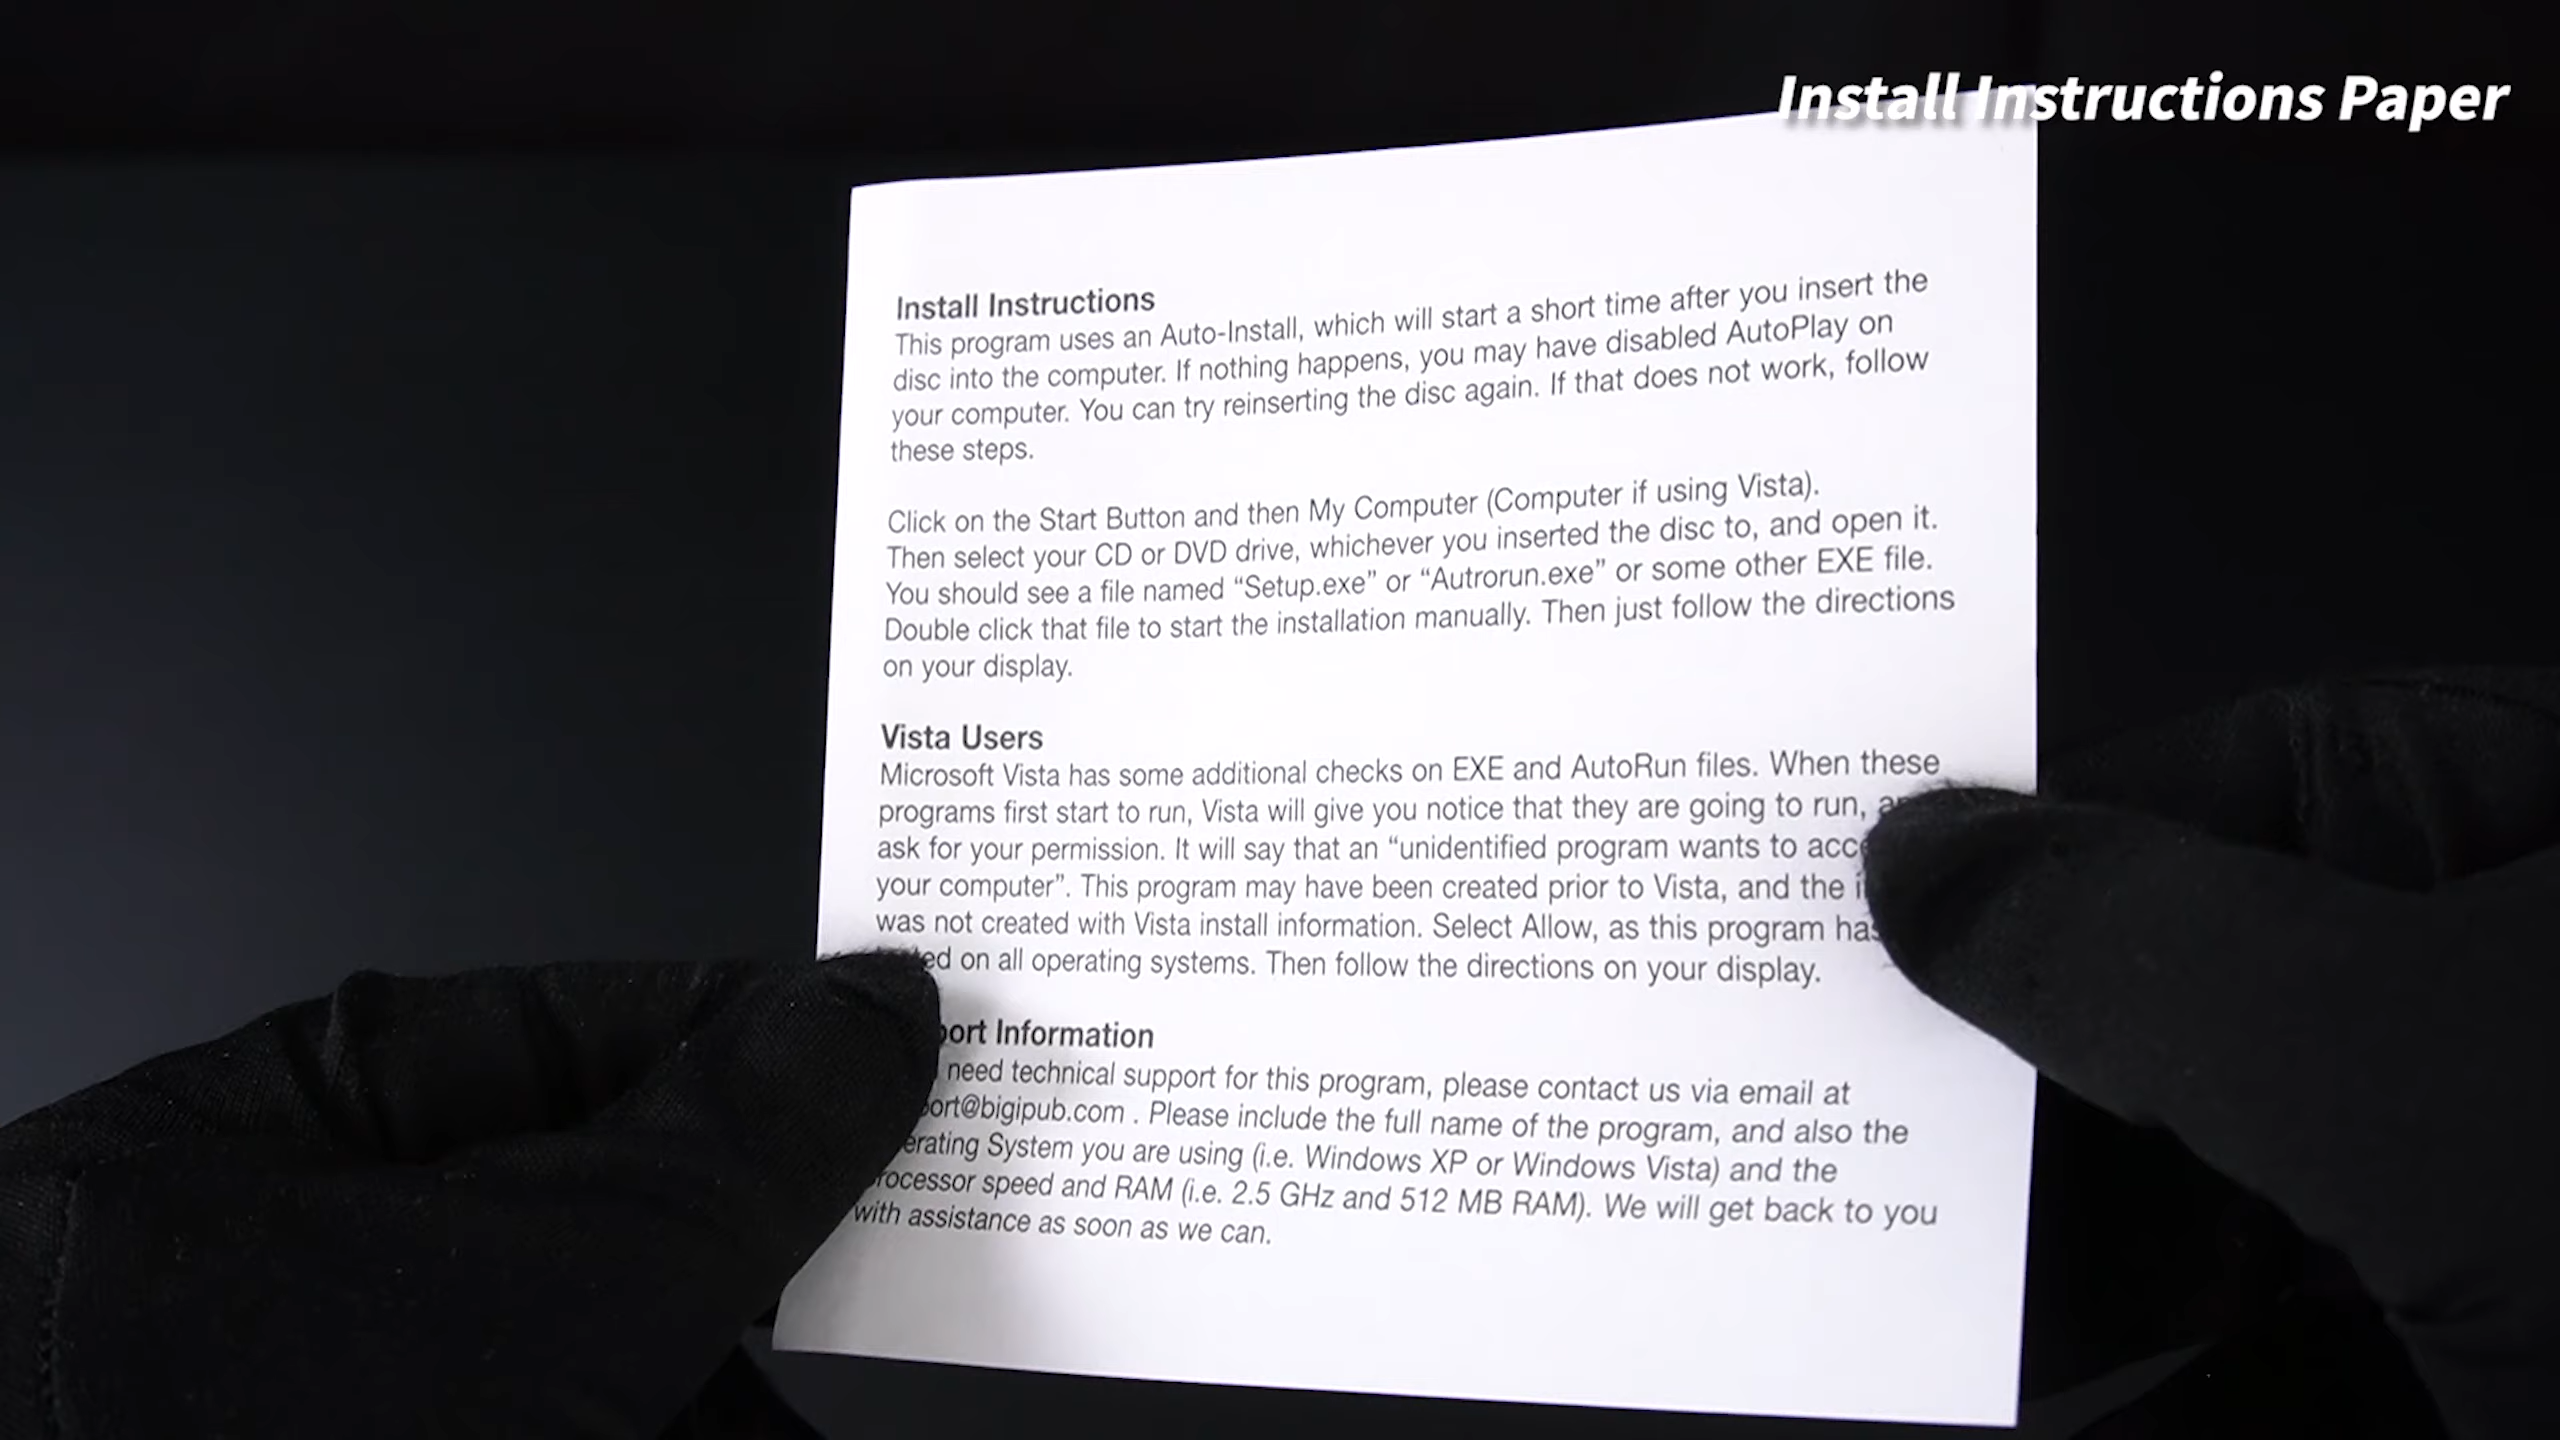 Install Instructions Paper
Install Instructions
This program uses an Auto-Install, which will start a short time after you insert the
disc into the computer. If nothing happens, you may have disabled AutoPlay on
your computer. You can try reinserting the disc again. If that does not work, follow
these steps.
Click on the Start Button and then My Computer (Computer if using Vista).
Then select your CD or DVD drive, whichever you inserted the disc to, and open it.
You should see a file named “Setup.exe” or “Autrorun.exe” or some other EXE file.
Double click that file to start the installation manually. Then just follow the directions
on your display.
Vista Users
Microsoft Vista has some additional checks on EXE and AutoRun files. When these
programs first start to run, Vista will give you notice that they are going to run,
ask for your permission. It will say that an “unidentified program wants to
your computer”. This program may have been created prior to Vista, and the
was not created with Vista install information. Select Allow, as this program
on all operating systems. Then follow the directions on your display.
Information
need technical support for this program, please contact us via email at
ort@bigipub.com . Please include the full name of the program, and also the
erating System you are using (i.e. Windows XP or Windows Vista) and the
rocessor speed and RAM (i.e. 2.5 GHz and 512 MB RAM). We will get back to you
with assistance as soon as we can.